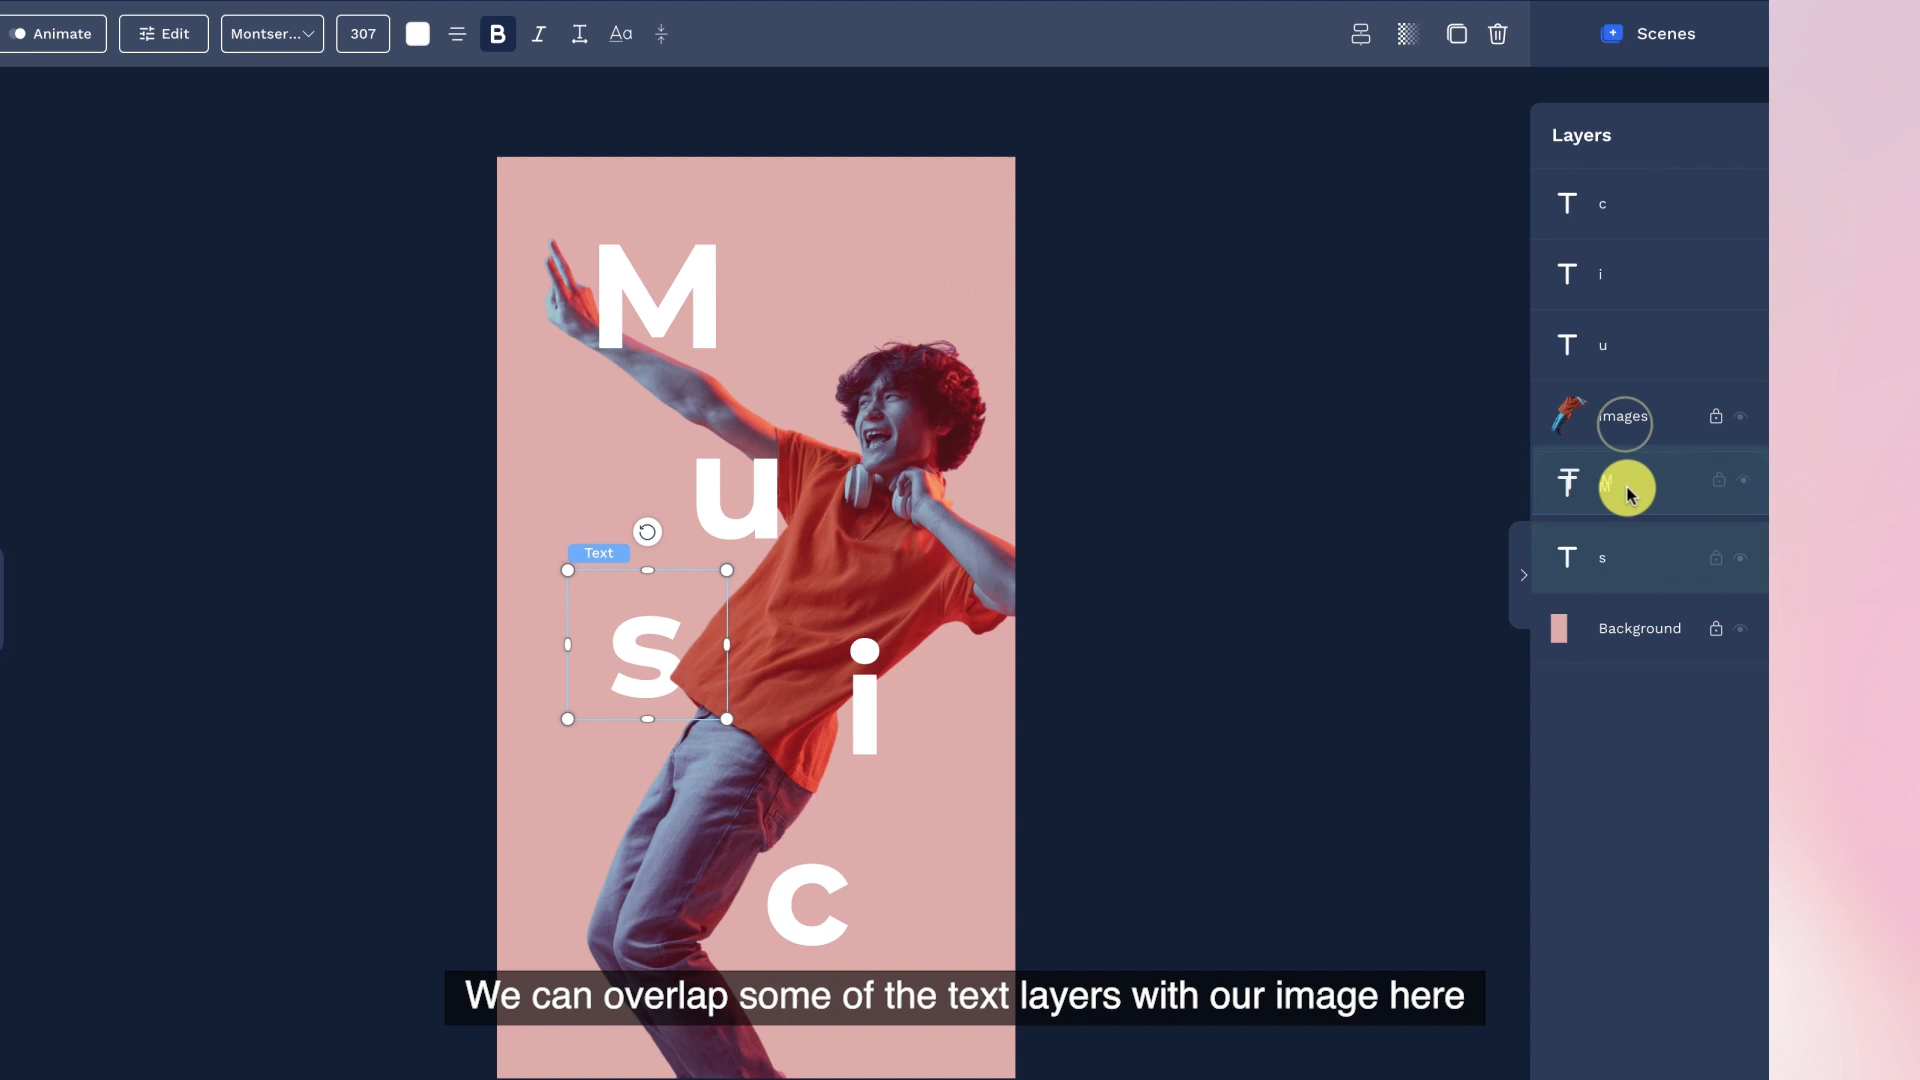 Animate
Edit
Montser...
307
B
I
Aa
Scenes
Layers
T c
T i
T u
images
M
T s
Background
M
u
Text
s
i
c
We can overlap some of the text layers with our image here